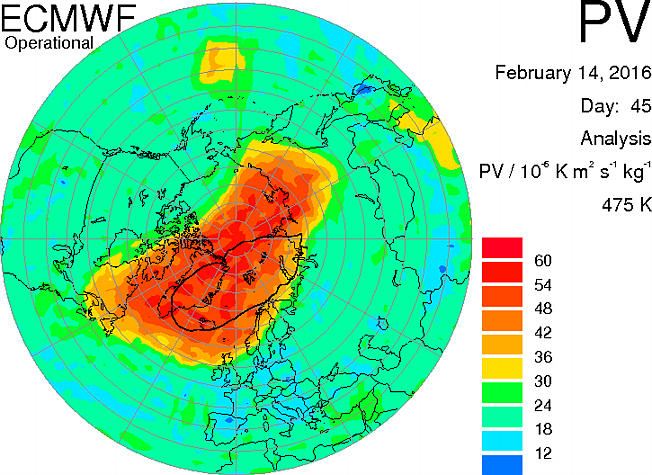 ECMWF
Operational
PV
February 14, 2016
Day: 45
Analysis
PV / 10⁻⁶ K m² s⁻¹ kg⁻¹
475 K
60
54
48
42
36
30
24
18
12